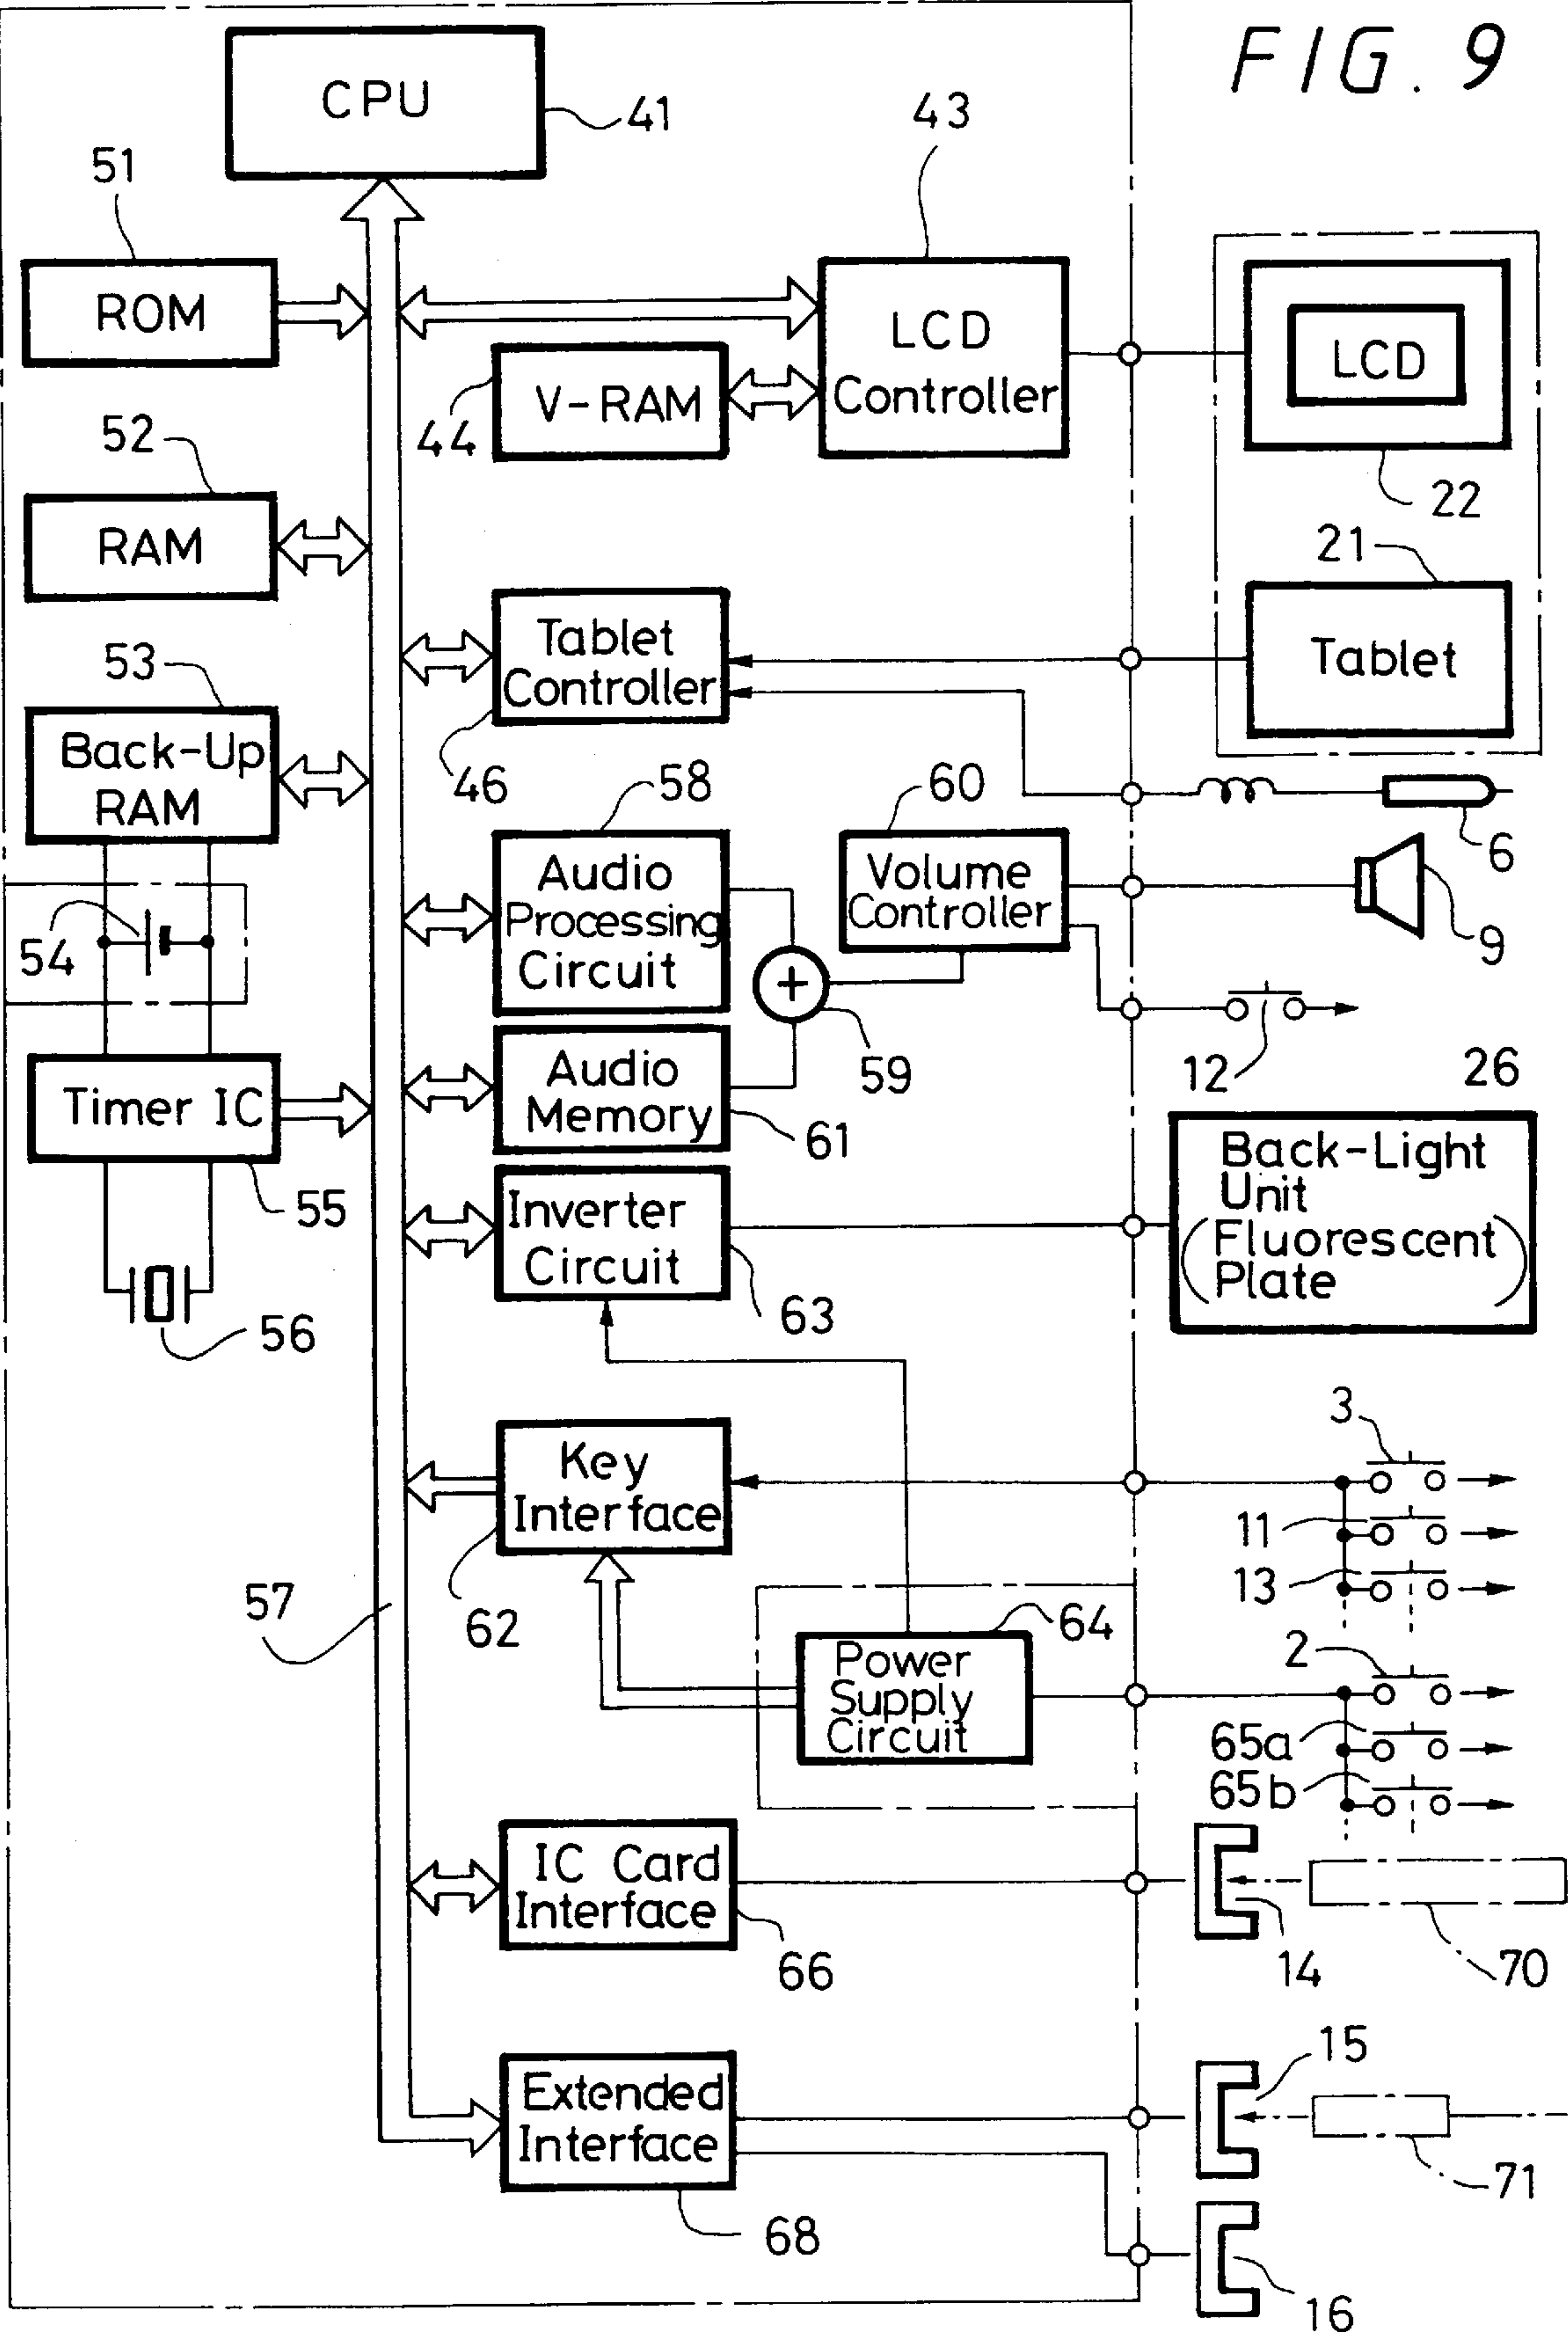 FIG. 9
CPU
41
43
51
ROM
LCD
Controller
LCD
V-RAM
44
22
52
RAM
21
Tablet
Controller
Tablet
46
53
Back-Up
RAM
58
60
6
Audio
Processing
Circuit
Volume
Controller
9
54
+
59
12
26
Timer IC
Audio
Memory
61
55
Back-Light
Unit
(Fluorescent
Plate)
Inverter
Circuit
63
56
3
Key
Interface
11
13
57
62
64
Power
Supply
Circuit
2
65a
65b
IC Card
Interface
66
14
70
15
Extended
Interface
71
68
16